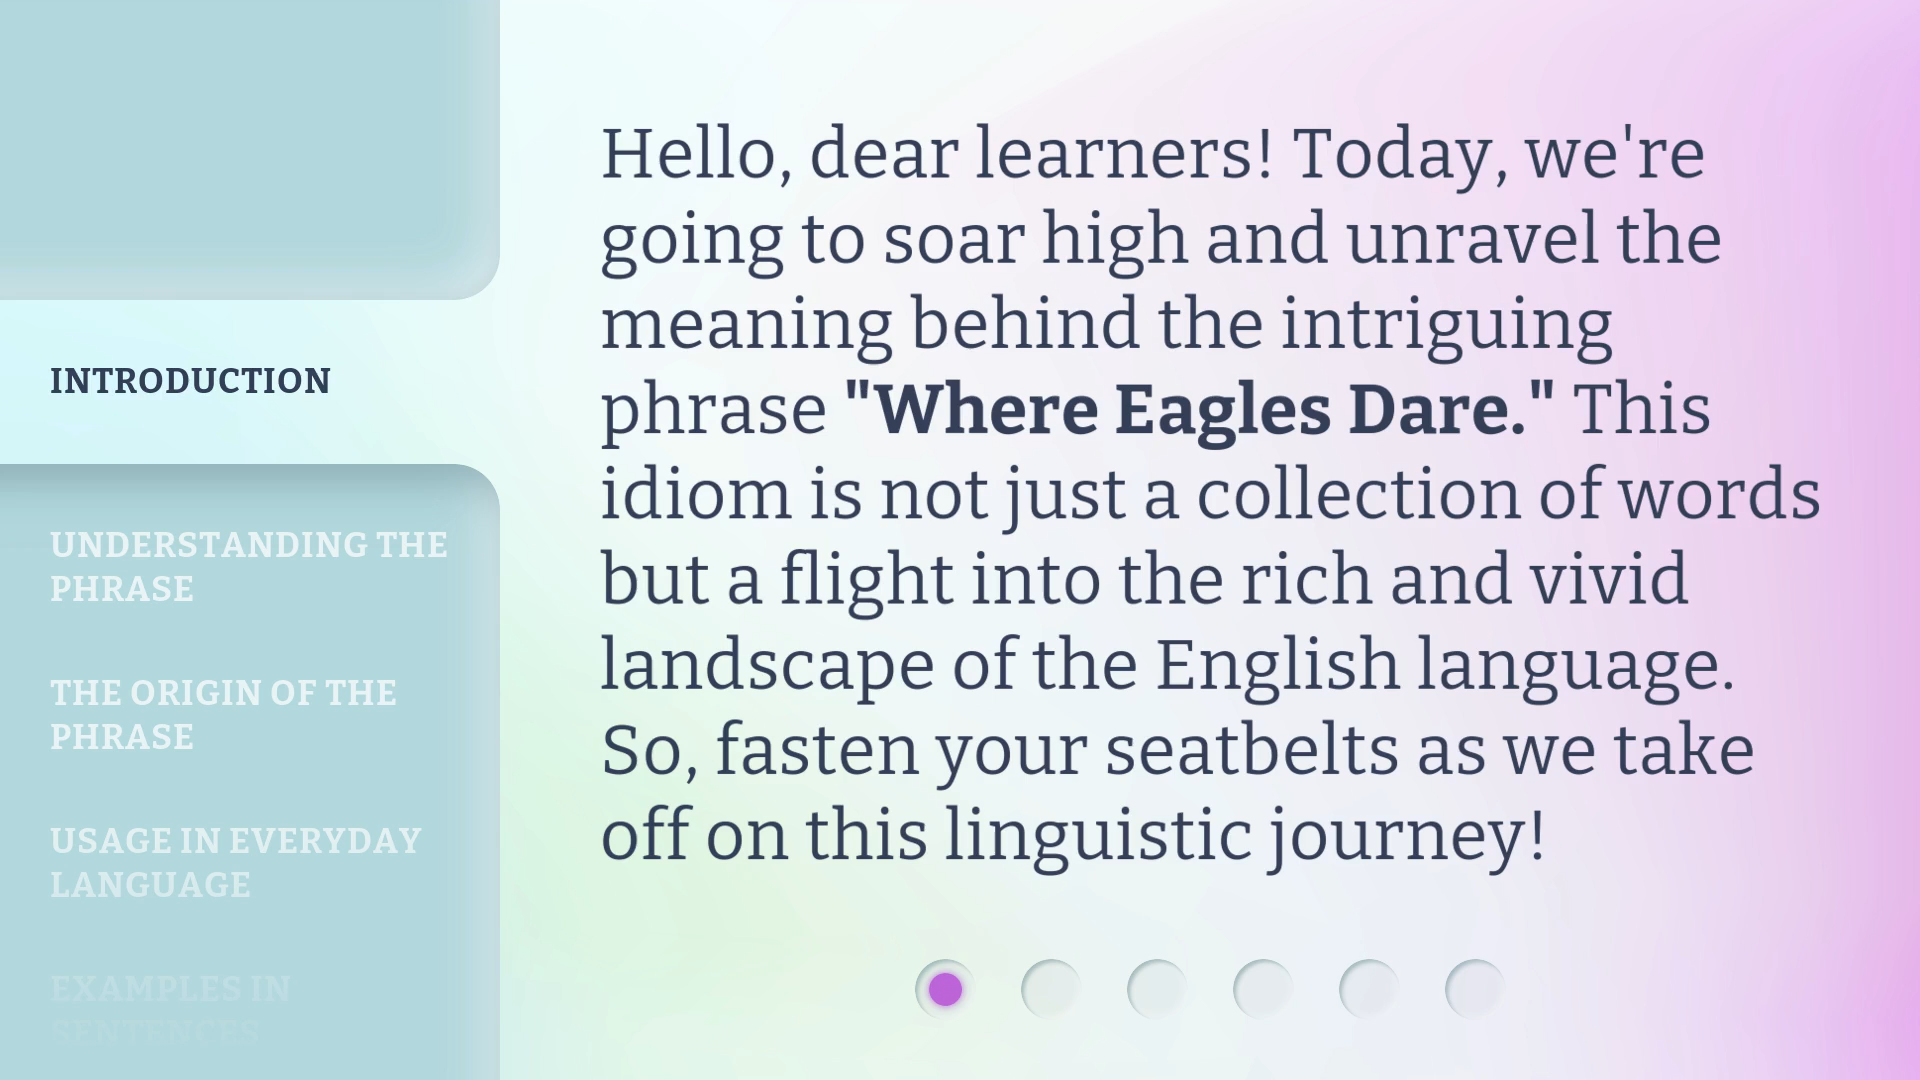 INTRODUCTION
UNDERSTANDING THE
PHRASE
THE ORIGIN OF THE
PHRASE
USAGE IN EVERYDAY
LANGUAGE
EXAMPLES IN
SENTENCES
Hello, dear learners! Today, we're
going to soar high and unravel the
meaning behind the intriguing
phrase "Where Eagles Dare." This
idiom is not just a collection of words
but a flight into the rich and vivid
landscape of the English language.
So, fasten your seatbelts as we take
off on this linguistic journey!